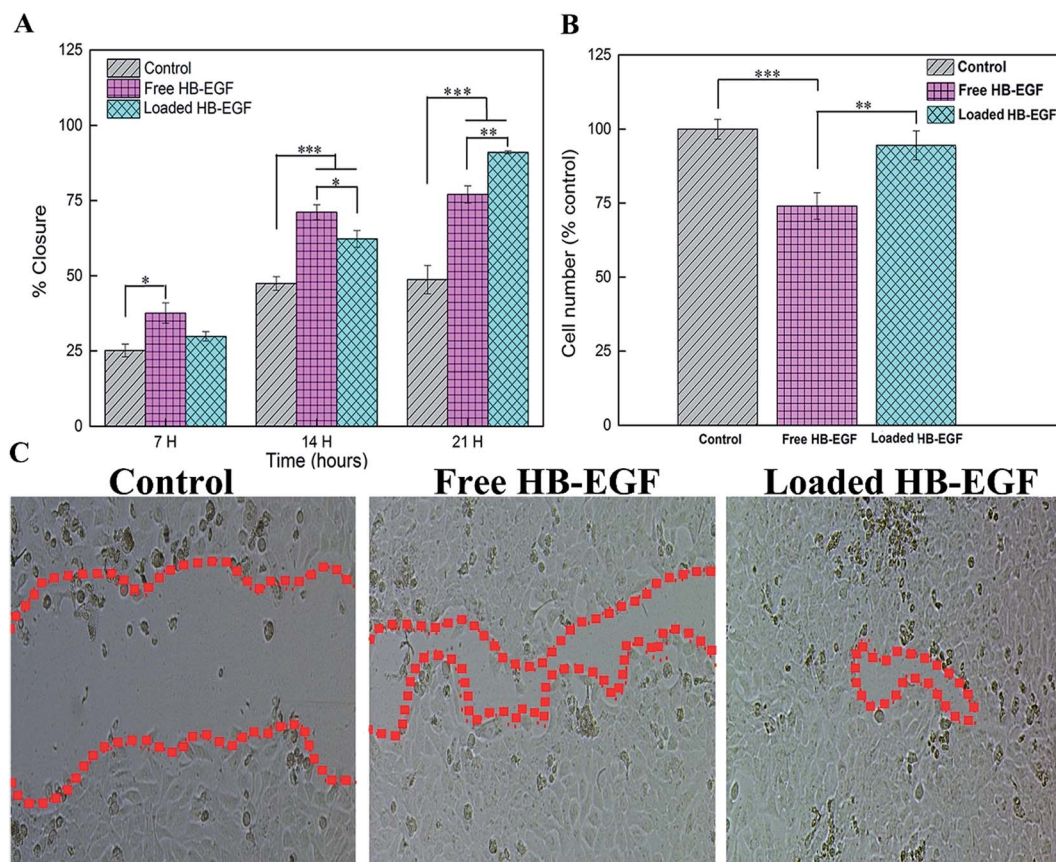 A
125
100
75
50
25
0
% Closure
Control
Free HB-EGF
Loaded HB-EGF
*
***
*
***
**
7 H
14 H
21 H
Time (hours)
B
125
100
75
50
25
0
Cell number (% control)
Control
Free HB-EGF
Loaded HB-EGF
***
**
Control
Free HB-EGF
Loaded HB-EGF
C
Control
Free HB-EGF
Loaded HB-EGF